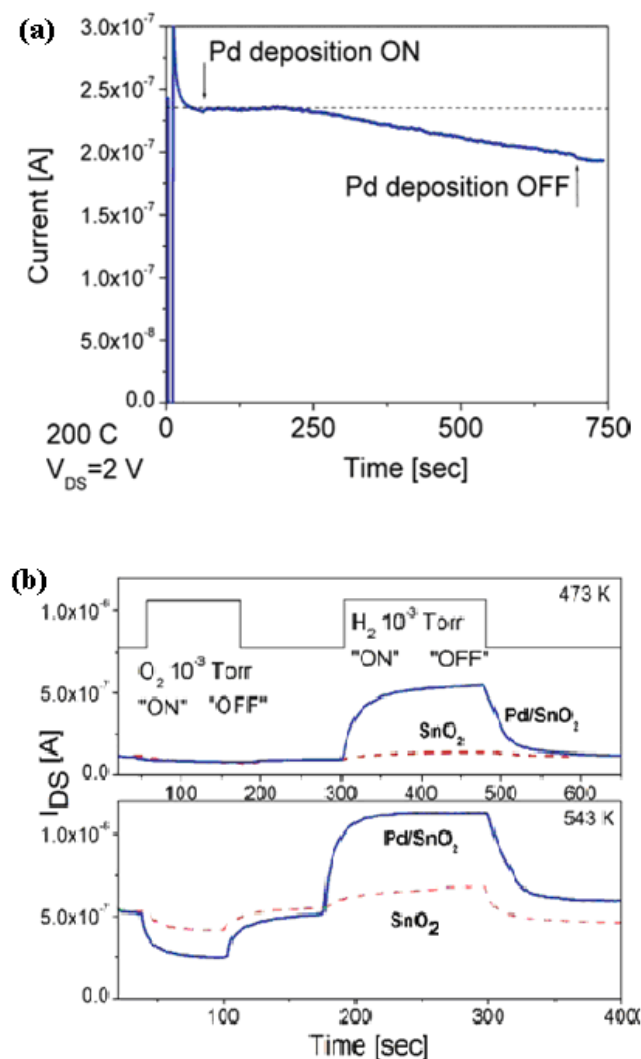 (a)
3.0x10⁻⁷
2.5x10⁻⁷
2.0x10⁻⁷
1.5x10⁻⁷
1.0x10⁻⁷
5.0x10⁻⁸
0.0
Current [A]
Pd deposition ON
Pd deposition OFF
0 250 500 750
Time [sec]
200 C
V_DS=2 V
(b)
473 K
1.0x10⁻⁶
5.0x10⁻⁷
0.0
O₂ 10⁻³ Torr
"ON" "OFF"
H₂ 10⁻³ Torr
"ON" "OFF"
SnO₂
Pd/SnO₂
100 200 300 400 500 600
I_DS [A]
543 K
1.0x10⁻⁶
5.0x10⁻⁷
0.0
Pd/SnO₂
SnO₂
0 100 200 300
Time [sec]